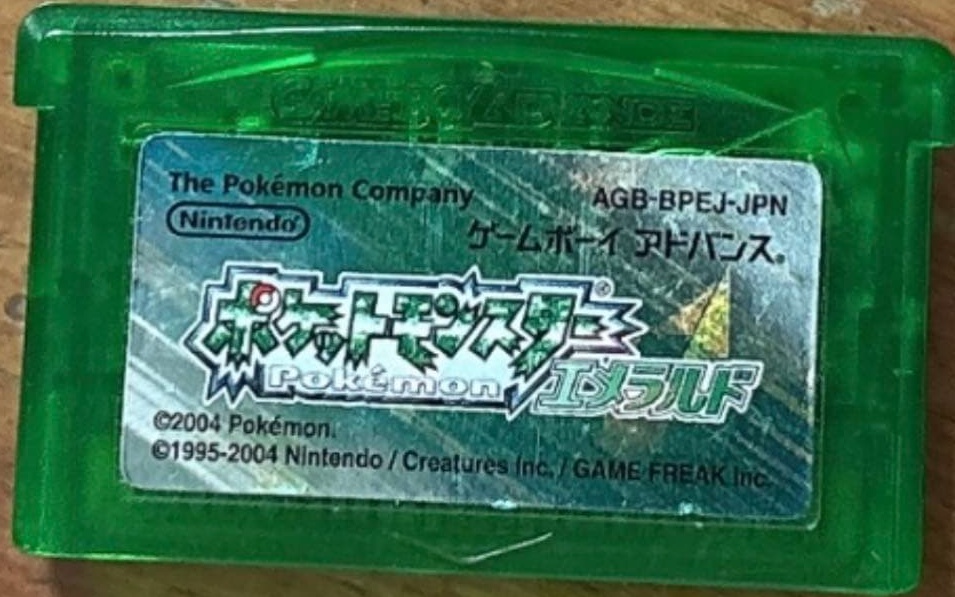 GAME BOY ADVANCE
The Pokémon Company
AGB-BPEJ-JPN
Nintendo
ゲームボーイ アドバンス®
ポケットモンスター®
Pokémon
エメラルド
©2004 Pokémon.
©1995-2004 Nintendo / Creatures inc. / GAME FREAK inc.